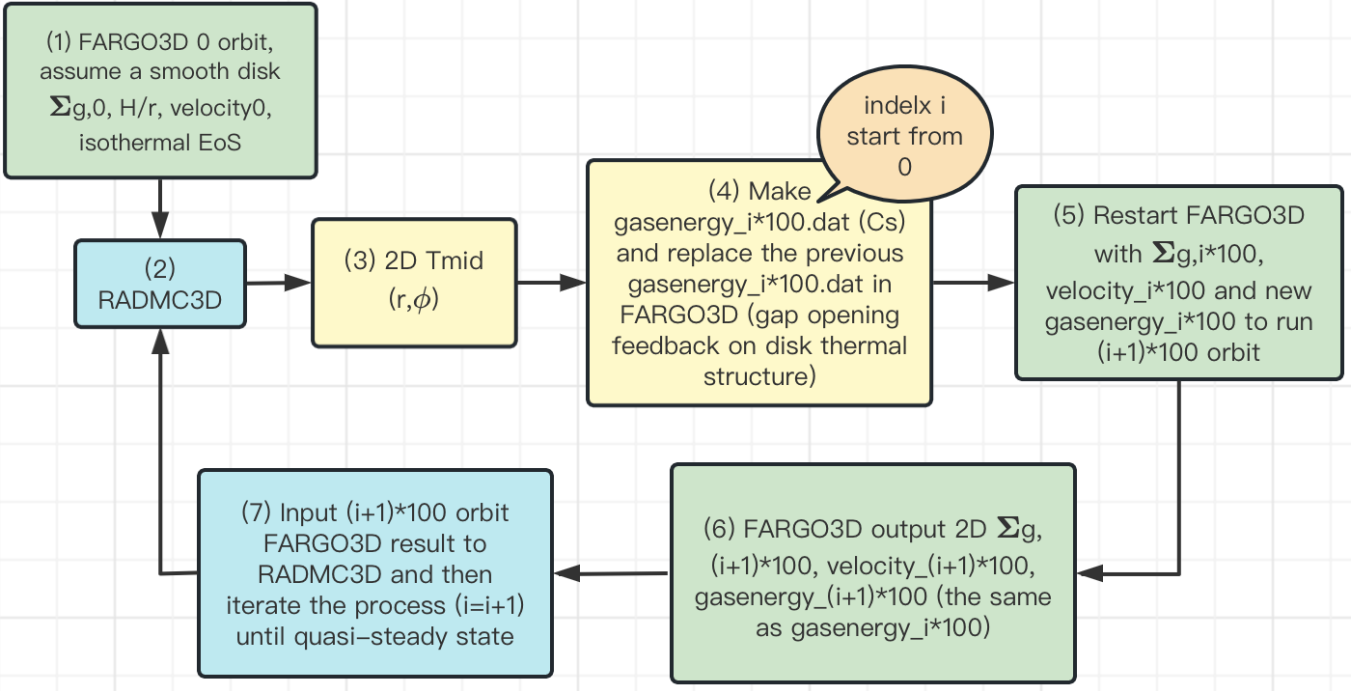 (1) FARGO3D 0 orbit,
assume a smooth disk
Σg,0, H/r, velocity0,
isothermal EoS
(2)
RADMC3D
(3) 2D Tmid
(r,ϕ)
indelx i
start from
0
(4) Make
gasenergy_i*100.dat (Cs)
and replace the previous
gasenergy_i*100.dat in
FARGO3D (gap opening
feedback on disk thermal
structure)
(5) Restart FARGO3D
with Σg,i*100,
velocity_i*100 and new
gasenergy_i*100 to run
(i+1)*100 orbit
(6) FARGO3D output 2D Σg,
(i+1)*100, velocity_(i+1)*100,
gasenergy_(i+1)*100 (the same
as gasenergy_i*100)
(7) Input (i+1)*100 orbit
FARGO3D result to
RADMC3D and then
iterate the process (i=i+1)
until quasi-steady state